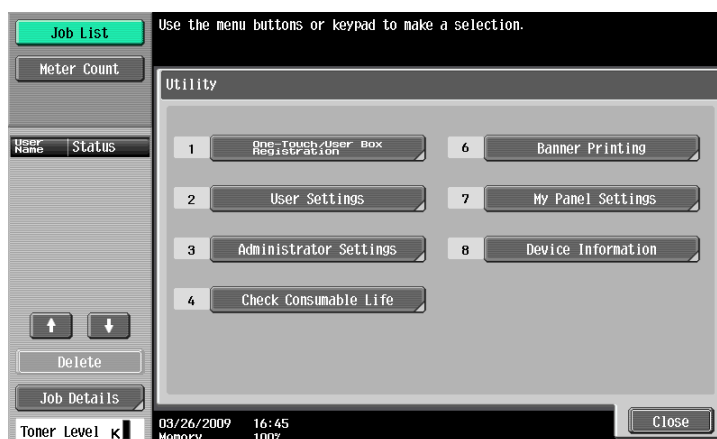 Job List
Meter Count
User Name
Status
Delete
Job Details
Toner Level K
Use the menu buttons or keypad to make a selection.
Utility
1 One-Touch/User Box Registration
2 User Settings
3 Administrator Settings
4 Check Consumable Life
6 Banner Printing
7 My Panel Settings
8 Device Information
03/26/2009 16:45
Memory 100%
Close